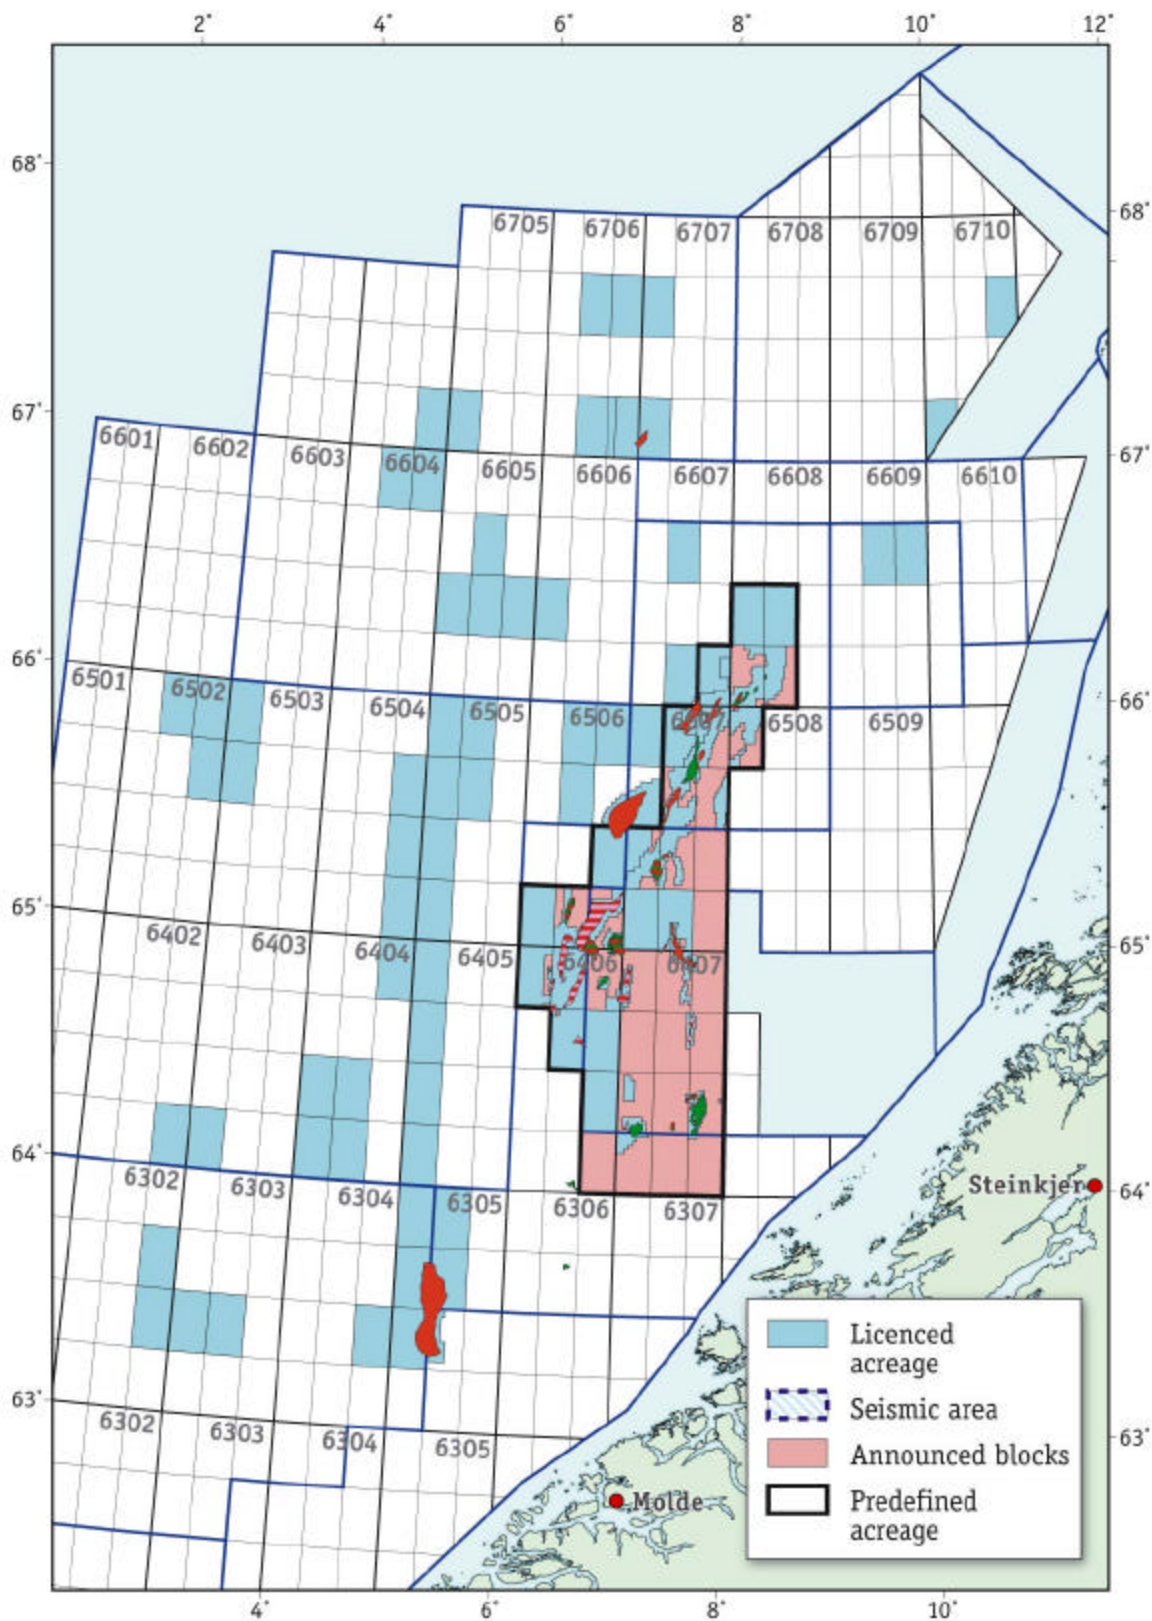 2° 4° 6° 8° 10° 12°
68°
68°
6705 6706 6707 6708 6709 6710
67°
67°
6601 6602 6603 6604 6605 6606 6607 6608 6609 6610
66°
66°
6501 6502 6503 6504 6505 6506 6508 6509
65°
65°
6402 6403 6404 6405 6406 6407
64°
64°
Steinkjer
6302 6303 6304 6305 6306 6307
63°
63°
6302 6303 6304 6305
Molde
Licenced
acreage
Seismic area
Announced blocks
Predefined
acreage
4° 6° 8° 10°